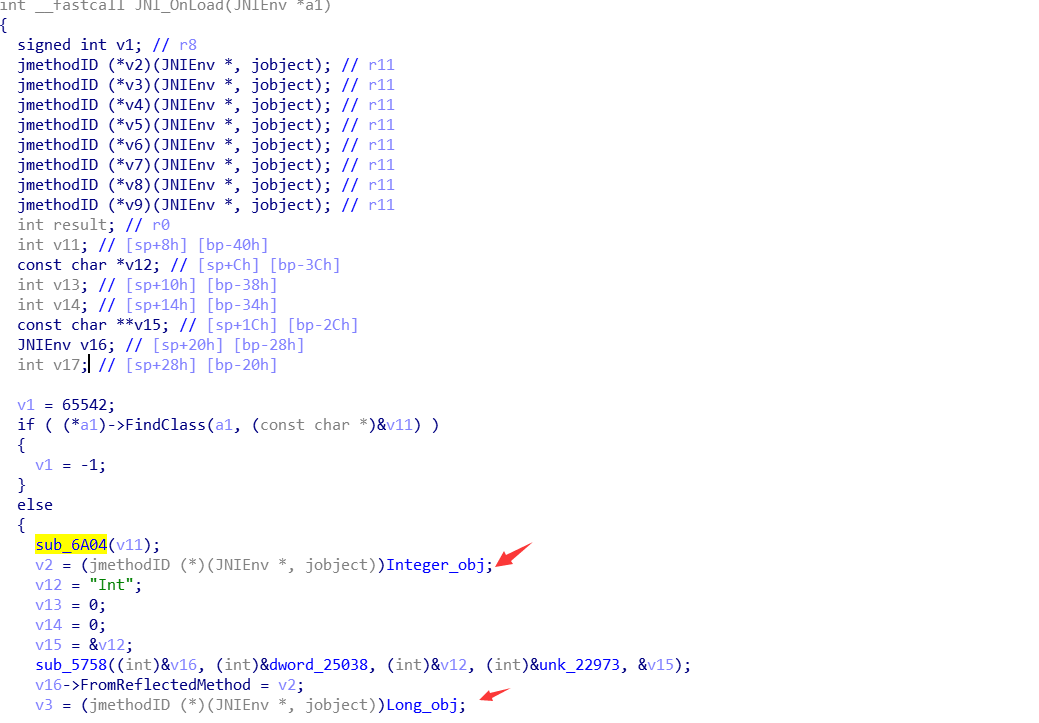 int __fastcall JNI_OnLoad(JNIEnv *a1)
{
signed int v1; // r8
jmethodID (*v2)(JNIEnv *, jobject); // r11
jmethodID (*v3)(JNIEnv *, jobject); // r11
jmethodID (*v4)(JNIEnv *, jobject); // r11
jmethodID (*v5)(JNIEnv *, jobject); // r11
jmethodID (*v6)(JNIEnv *, jobject); // r11
jmethodID (*v7)(JNIEnv *, jobject); // r11
jmethodID (*v8)(JNIEnv *, jobject); // r11
jmethodID (*v9)(JNIEnv *, jobject); // r11
int result; // r0
int v11; // [sp+8h] [bp-40h]
const char *v12; // [sp+Ch] [bp-3Ch]
int v13; // [sp+10h] [bp-38h]
int v14; // [sp+14h] [bp-34h]
const char **v15; // [sp+1Ch] [bp-2Ch]
JNIEnv v16; // [sp+20h] [bp-28h]
int v17; // [sp+28h] [bp-20h]
v1 = 65542;
if ( (*a1)->FindClass(a1, (const char *)&v11) )
{
v1 = -1;
}
else
{
sub_6A04(v11);
v2 = (jmethodID (*)(JNIEnv *, jobject))Integer_obj;
v12 = "Int";
v13 = 0;
v14 = 0;
v15 = &v12;
sub_5758((int)&v16, (int)&dword_25038, (int)&v12, (int)&unk_22973, &v15);
v16->FromReflectedMethod = v2;
v3 = (jmethodID (*)(JNIEnv *, jobject))Long_obj;